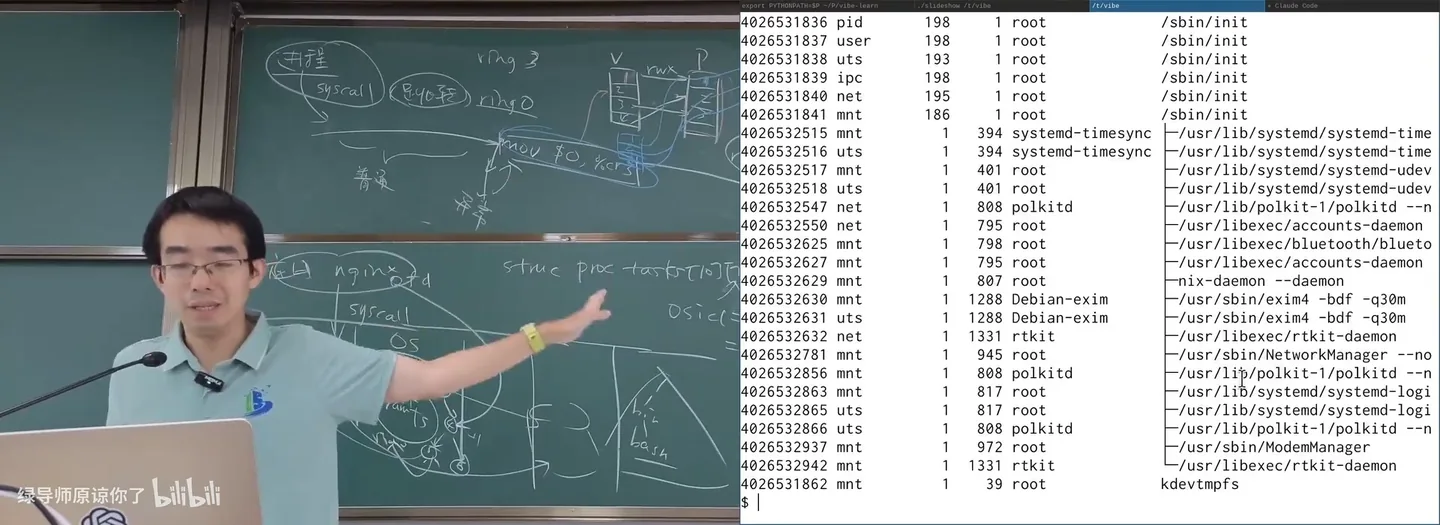 进程
syscall
ring 3
ring 0
V
rwx
P
1
2
3
mov $0, %cr3
普通
异常
nginx
syscall
OS
struc proc tasks[10]
bin
bash
绿导师原谅你了 bilibili
export PYTHONPATH=$P ~/P/vibe-learn ./slideshow /t/vibe /t/vibe Claude Code
4026531836 pid 198 1 root /sbin/init
4026531837 user 198 1 root /sbin/init
4026531838 uts 193 1 root /sbin/init
4026531839 ipc 198 1 root /sbin/init
4026531840 net 195 1 root /sbin/init
4026531841 mnt 186 1 root /sbin/init
4026532515 mnt 1 394 systemd-timesync ├─/usr/lib/systemd/systemd-time
4026532516 uts 1 394 systemd-timesync ├─/usr/lib/systemd/systemd-time
4026532517 mnt 1 401 root ├─/usr/lib/systemd/systemd-udev
4026532518 uts 1 401 root ├─/usr/lib/systemd/systemd-udev
4026532547 net 1 808 polkitd ├─/usr/lib/polkit-1/polkitd --n
4026532550 net 1 795 root ├─/usr/libexec/accounts-daemon
4026532625 mnt 1 798 root ├─/usr/libexec/bluetooth/blueto
4026532627 mnt 1 795 root ├─/usr/libexec/accounts-daemon
4026532629 mnt 1 807 root ├─nix-daemon --daemon
4026532630 mnt 1 1288 Debian-exim ├─/usr/sbin/exim4 -bdf -q30m
4026532631 uts 1 1288 Debian-exim ├─/usr/sbin/exim4 -bdf -q30m
4026532632 net 1 1331 rtkit ├─/usr/libexec/rtkit-daemon
4026532781 mnt 1 945 root ├─/usr/sbin/NetworkManager --no
4026532856 mnt 1 808 polkitd ├─/usr/lib/polkit-1/polkitd --n
4026532863 mnt 1 817 root ├─/usr/lib/systemd/systemd-logi
4026532865 uts 1 817 root ├─/usr/lib/systemd/systemd-logi
4026532866 uts 1 808 polkitd ├─/usr/lib/polkit-1/polkitd --n
4026532937 mnt 1 972 root ├─/usr/sbin/ModemManager
4026532942 mnt 1 1331 rtkit └─/usr/libexec/rtkit-daemon
4026531862 mnt 1 39 root kdevtmpfs
$